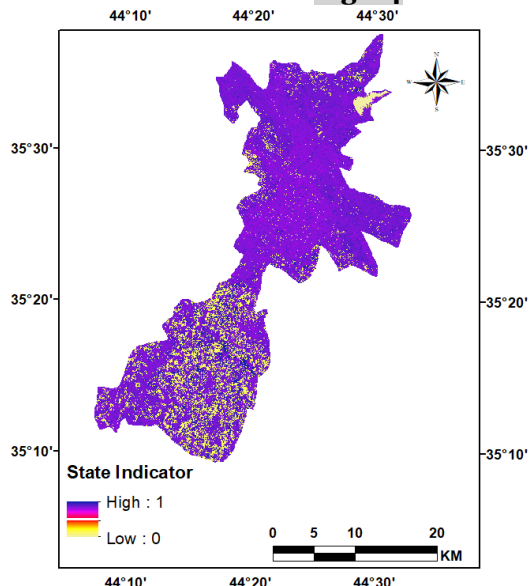 44°10' 44°20' 44°30'
N
W E
S
35°30' 35°30'
35°20' 35°20'
35°10' 35°10'
State Indicator
High : 1
Low : 0
0 5 10 20
KM
44°10' 44°20' 44°30'